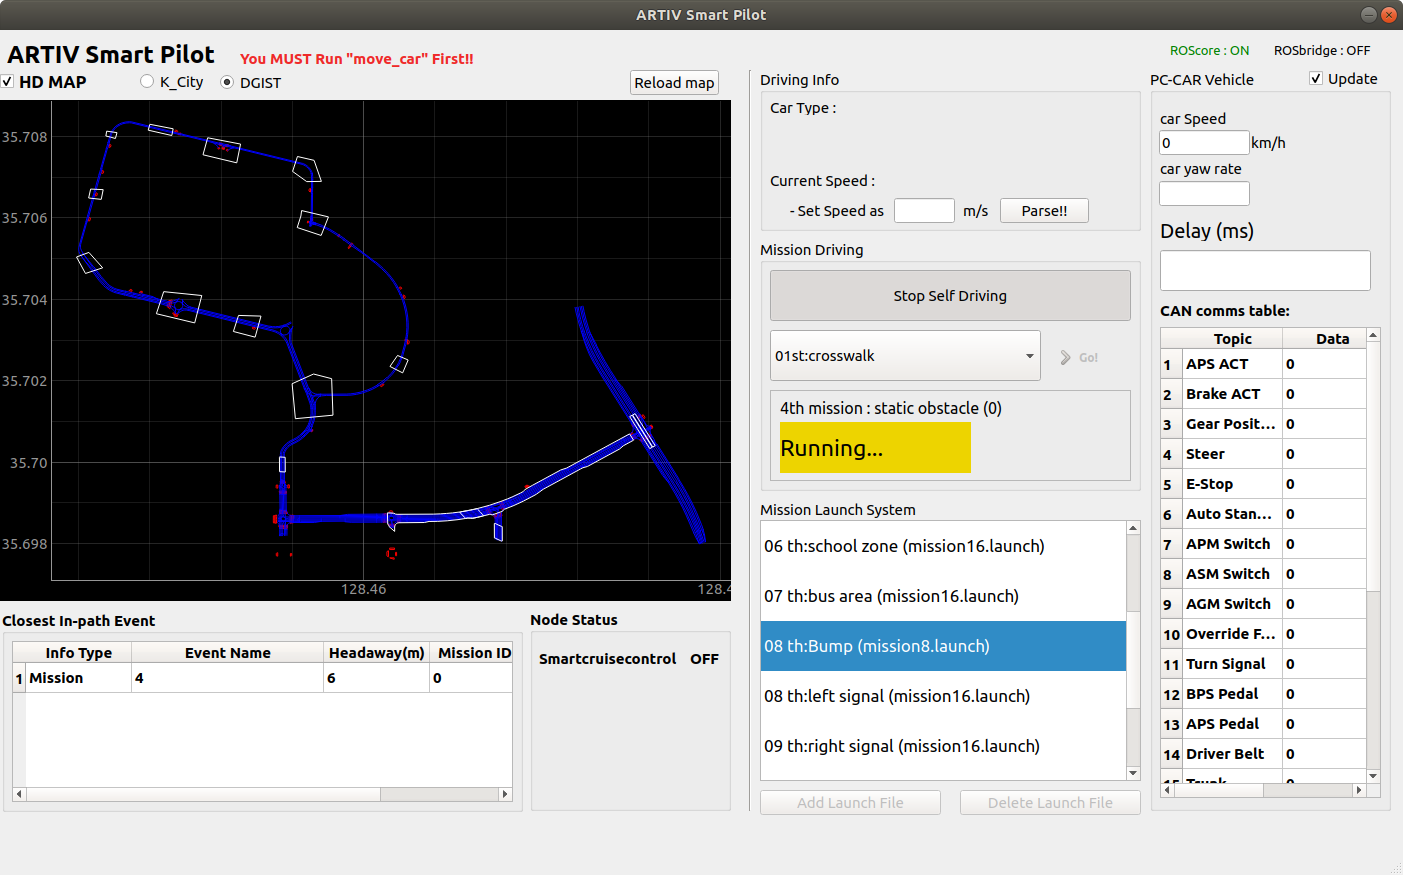 ARTIV Smart Pilot
ARTIV Smart Pilot
You MUST Run "move_car" First!!
ROScore : ON
ROSbridge : OFF
HD MAP
K_City
DGIST
Reload map
35.708
35.706
35.704
35.702
35.70
35.698
128.46
128.4
Closest In-path Event
Info Type Event Name Headaway(m) Mission ID
1 Mission 4 6 0
Node Status
Smartcruisecontrol OFF
Driving Info
Car Type :
Current Speed :
- Set Speed as m/s Parse!!
Mission Driving
Stop Self Driving
01st:crosswalk
Go!
4th mission : static obstacle (0)
Running...
Mission Launch System
06 th:school zone (mission16.launch)
07 th:bus area (mission16.launch)
08 th:Bump (mission8.launch)
08 th:left signal (mission16.launch)
09 th:right signal (mission16.launch)
Add Launch File
Delete Launch File
PC-CAR Vehicle
Update
car Speed
0 km/h
car yaw rate
Delay (ms)
CAN comms table:
Topic Data
1 APS ACT 0
2 Brake ACT 0
3 Gear Posit... 0
4 Steer 0
5 E-Stop 0
6 Auto Stan... 0
7 APM Switch 0
8 ASM Switch 0
9 AGM Switch 0
10 Override F... 0
11 Turn Signal 0
12 BPS Pedal 0
13 APS Pedal 0
14 Driver Belt 0
15 Trunk 0